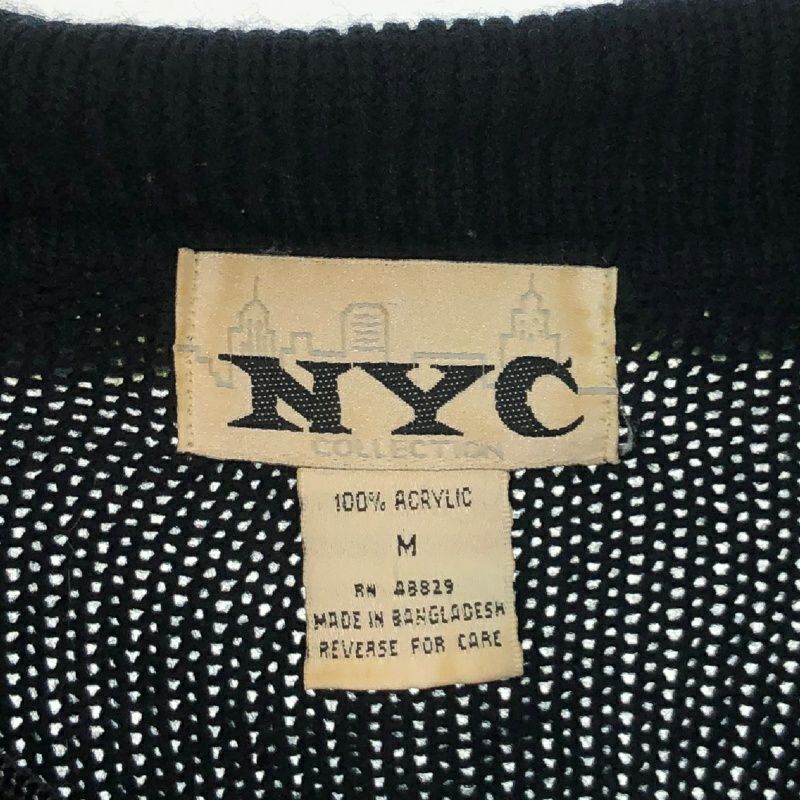 NYC
COLLECTION
100% ACRYLIC
M
RN 48829
MADE IN BANGLADESH
REVERSE FOR CARE